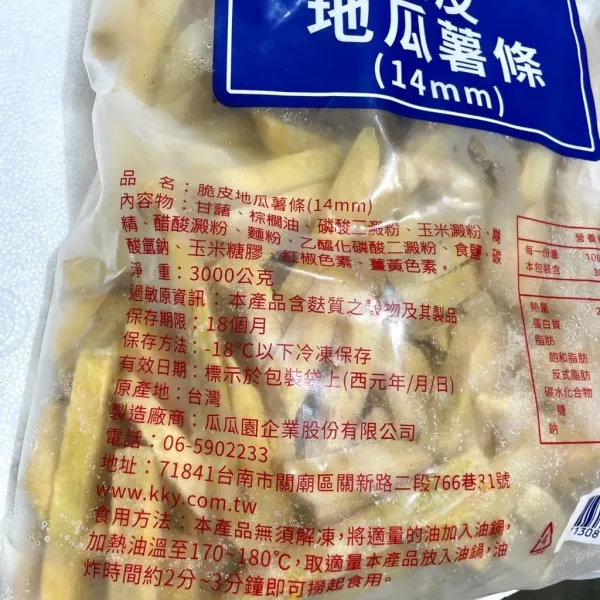 皮
地瓜薯條
(14mm)
品 名：脆皮地瓜薯條(14mm)
內容物：甘藷、棕櫚油、磷酸二澱粉、玉米澱粉、糊
精、醋酸澱粉、麵粉、乙醯化磷酸二澱粉、食鹽、碳
酸氫鈉、玉米糖膠、紅椒色素、薑黃色素。
淨 重：3000公克
過敏原資訊：本產品含麩質之穀物及其製品
保存期限：18個月
保存方法：-18℃以下冷凍保存
有效日期：標示於包裝袋上(西元年/月/日)
原產地：台灣
製造廠商：瓜瓜園企業股份有限公司
電話：06-5902233
地址：71841台南市關廟區關新路二段766巷31號
www.kky.com.tw
食用方法：本產品無須解凍，將適量的油加入油鍋，
加熱油溫至170~180℃，取適量本產品放入油鍋，油
炸時間約2分~3分鐘即可撈起食用。
營養
每一份量 100
本包裝含 30
熱量 2
蛋白質
脂肪
飽和脂肪
反式脂肪
碳水化合物
糖
鈉